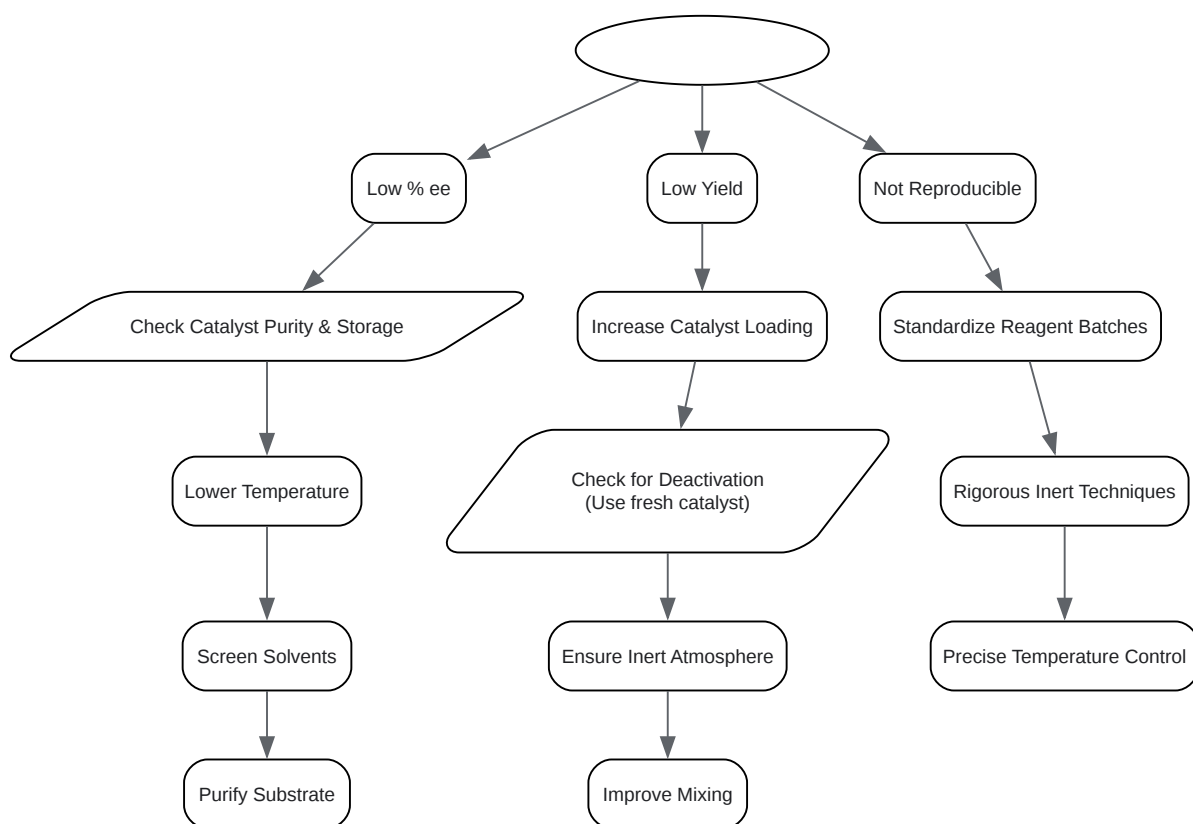 Low % ee
Low Yield
Not Reproducible
Check Catalyst Purity & Storage
Increase Catalyst Loading
Standardize Reagent Batches
Lower Temperature
Check for Deactivation
(Use fresh catalyst)
Rigorous Inert Techniques
Screen Solvents
Ensure Inert Atmosphere
Precise Temperature Control
Purify Substrate
Improve Mixing